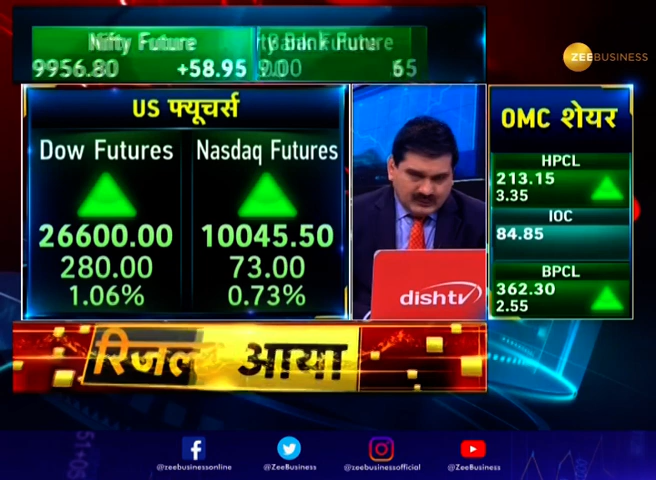 Nifty Future
Bank Future
9956.80
+58.95
ZEEBUSINESS
US फ्यूचर्स
Dow Futures
26600.00
280.00
1.06%
Nasdaq Futures
10045.50
73.00
0.73%
dishtv
OMC शेयर
HPCL
213.15
3.35
IOC
84.85
BPCL
362.30
2.55
आया
@zeebusinessonline
@ZeeBusiness
@zeebusinessofficial
@ZeeBusiness